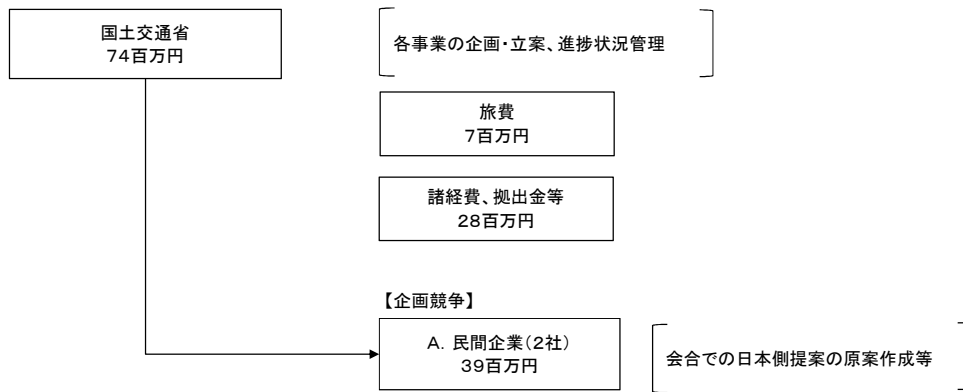 国土交通省
74百万円
各事業の企画・立案、進捗状況管理
旅費
7百万円
諸経費、拠出金等
28百万円
【企画競争】
A. 民間企業(2社)
39百万円
会合での日本側提案の原案作成等